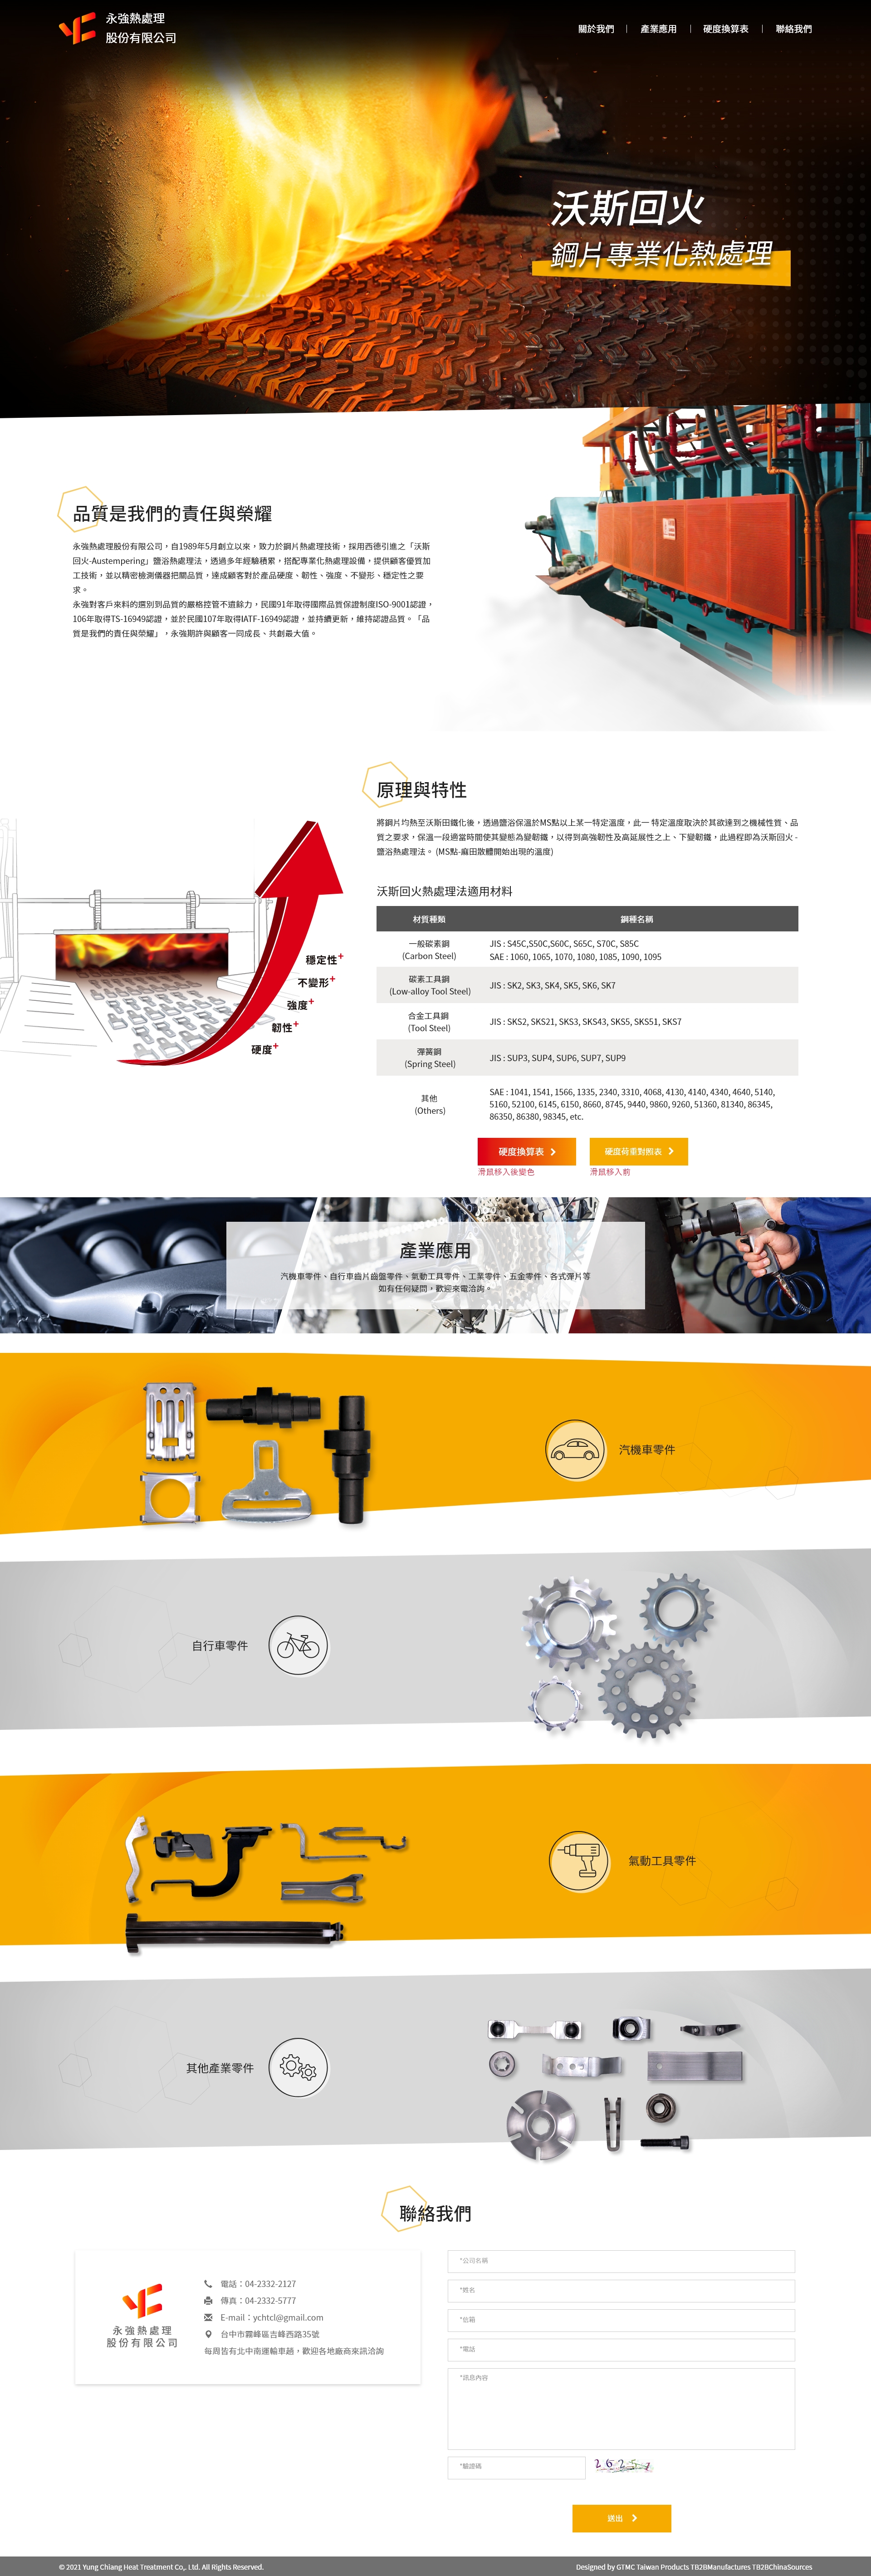 永強熱處理
股份有限公司
關於我們 | 產業應用 | 硬度換算表 | 聯絡我們
沃斯回火
鋼片專業化熱處理
品質是我們的責任與榮耀
永強熱處理股份有限公司，自1989年5月創立以來，致力於鋼片熱處理技術，採用西德引進之「沃斯
回火-Austempering」鹽浴熱處理法，透過多年經驗積累，搭配專業化熱處理設備，提供顧客優質加
工技術，並以精密檢測儀器把關品質，達成顧客對於產品硬度、韌性、強度、不變形、穩定性之要
求。
永強對客戶來料的選別到品質的嚴格控管不遺餘力，民國91年取得國際品質保證制度ISO-9001認證，
106年取得TS-16949認證，並於民國107年取得IATF-16949認證，並持續更新，維持認證品質。「品
質是我們的責任與榮耀」，永強期許與顧客一同成長、共創最大值。
原理與特性
將鋼片均熱至沃斯田鐵化後，透過鹽浴保溫於MS點以上某一特定溫度，此一 特定溫度取決於其欲達到之機械性質、品
質之要求，保溫一段適當時間使其變態為變韌鐵，以得到高強韌性及高延展性之上、下變韌鐵，此過程即為沃斯回火 -
鹽浴熱處理法。 (MS點-麻田散體開始出現的溫度)
穩定性+
不變形+
強度+
韌性+
硬度+
沃斯回火熱處理法適用材料
材質種類 鋼種名稱
一般碳素鋼
(Carbon Steel)
JIS : S45C,S50C,S60C, S65C, S70C, S85C
SAE : 1060, 1065, 1070, 1080, 1085, 1090, 1095
碳素工具鋼
(Low-alloy Tool Steel)
JIS : SK2, SK3, SK4, SK5, SK6, SK7
合金工具鋼
(Tool Steel)
JIS : SKS2, SKS21, SKS3, SKS43, SKS5, SKS51, SKS7
彈簧鋼
(Spring Steel)
JIS : SUP3, SUP4, SUP6, SUP7, SUP9
其他
(Others)
SAE : 1041, 1541, 1566, 1335, 2340, 3310, 4068, 4130, 4140, 4340, 4640, 5140,
5160, 52100, 6145, 6150, 8660, 8745, 9440, 9860, 9260, 51360, 81340, 86345,
86350, 86380, 98345, etc.
硬度換算表
硬度荷重對照表
滑鼠移入後變色
滑鼠移入前
產業應用
汽機車零件、自行車齒片齒盤零件、氣動工具零件、工業零件、五金零件、各式彈片等
如有任何疑問，歡迎來電洽詢。
汽機車零件
自行車零件
氣動工具零件
其他產業零件
聯絡我們
永強熱處理
股份有限公司
電話：04-2332-2127
傳真：04-2332-5777
E-mail：ychtcl@gmail.com
台中市霧峰區吉峰西路35號
每周皆有北中南運輸車趟，歡迎各地廠商來訊洽詢
*公司名稱
*姓名
*信箱
*電話
*訊息內容
*驗證碼
送出
© 2021 Yung Chiang Heat Treatment Co,. Ltd. All Rights Reserved.
Designed by GTMC Taiwan Products TB2BManufactures TB2BChinaSources